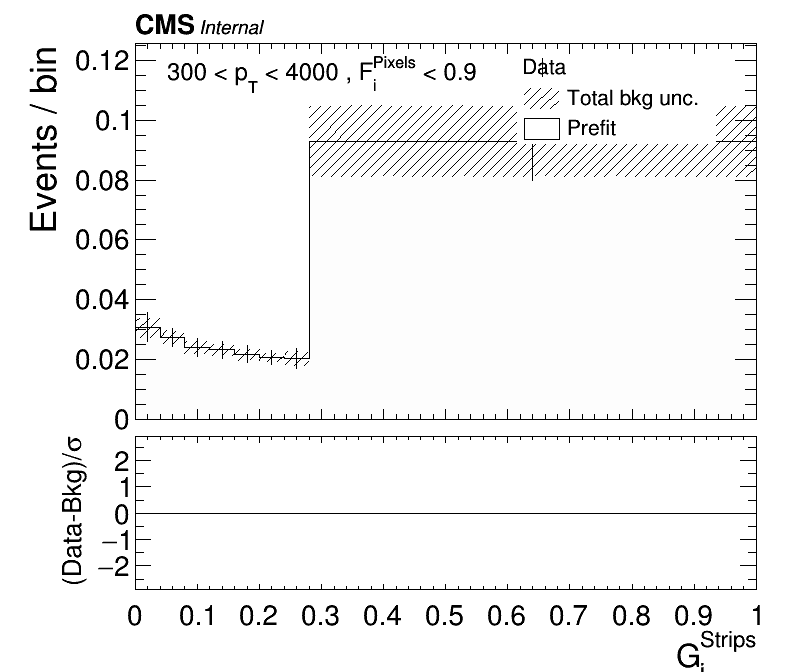 CMS Internal
300 < p_T < 4000 , F_i^Pixels < 0.9
Data
Total bkg unc.
Prefit
Events / bin
0.12
0.1
0.08
0.06
0.04
0.02
0
(Data-Bkg)/σ
2
1
0
−1
−2
0 0.1 0.2 0.3 0.4 0.5 0.6 0.7 0.8 0.9 1
G_i^Strips